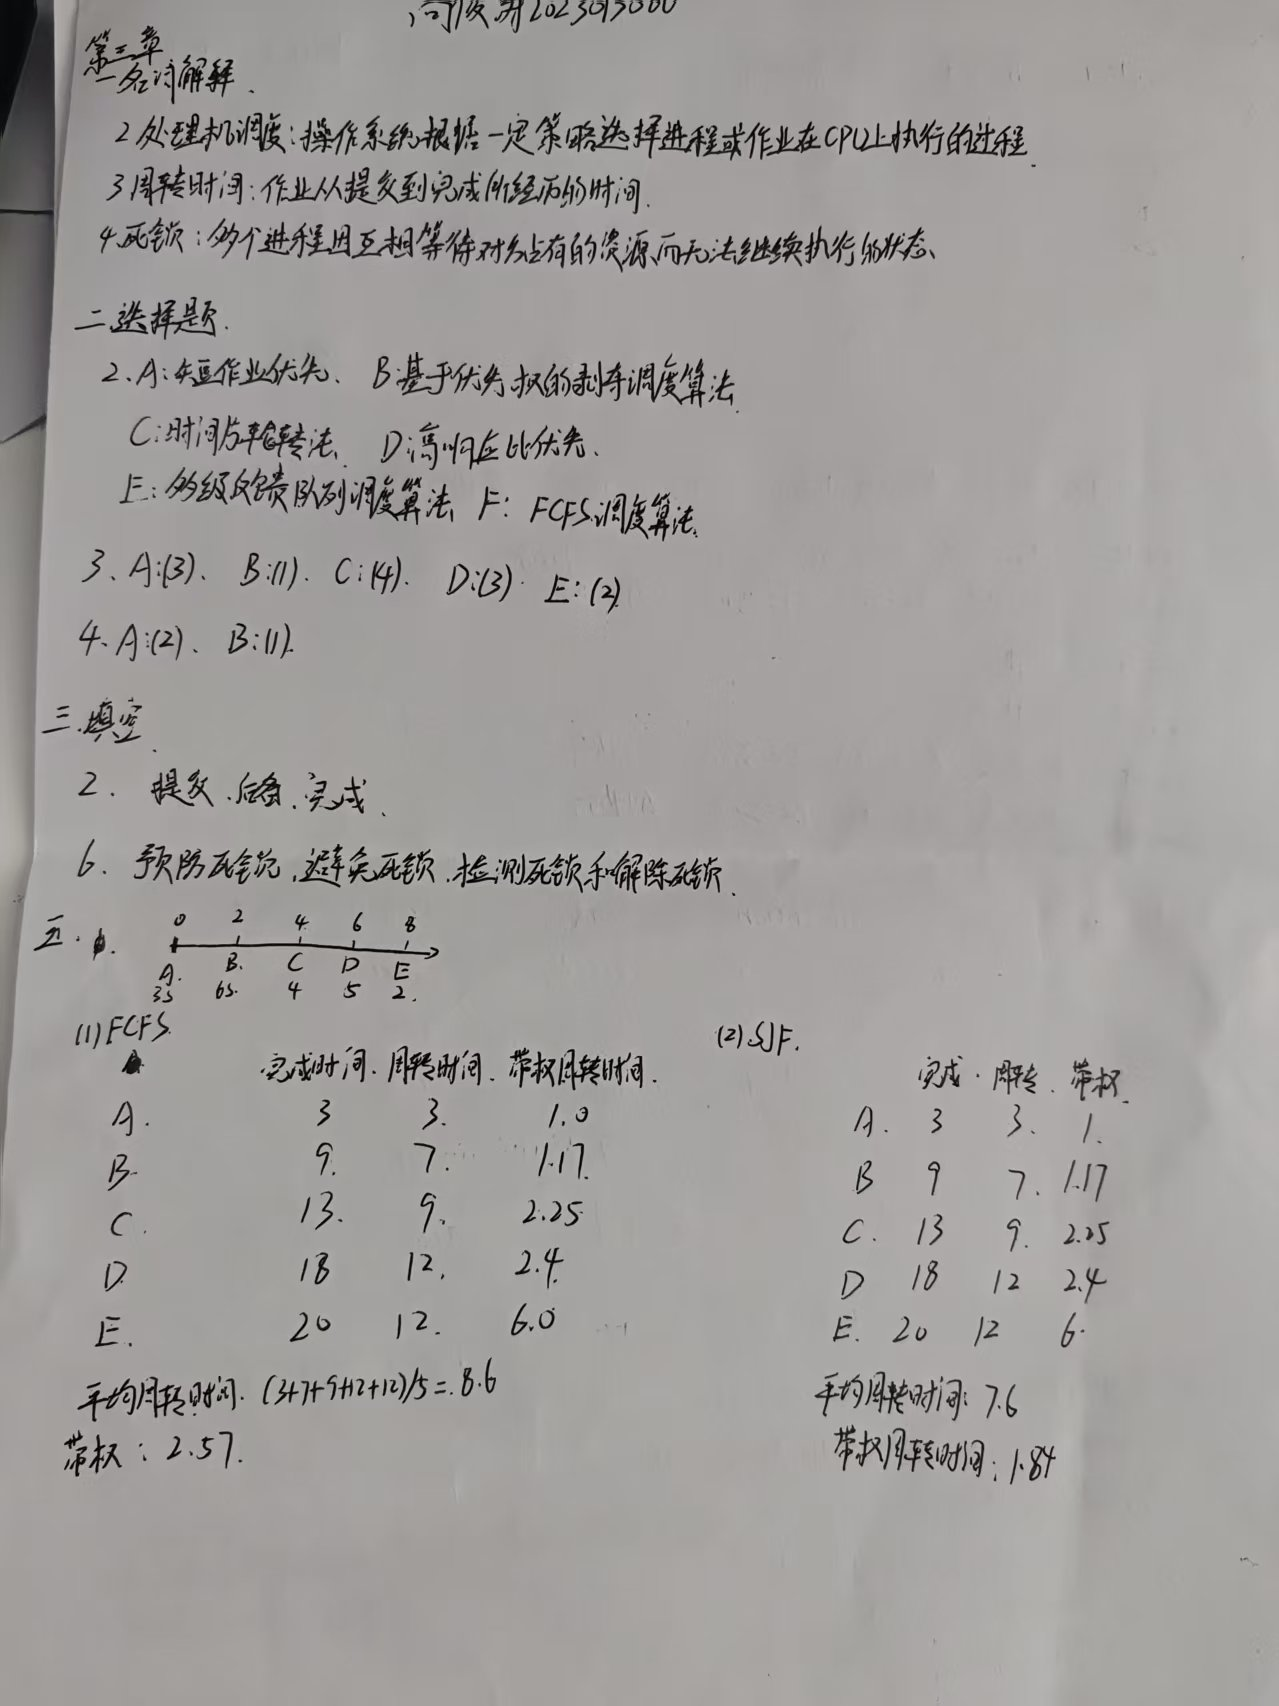 2023013060
第三章
一名词解释.
2 处理机调度:操作系统根据一定策略选择进程或作业在CPU上执行的过程.
3 周转时间:作业从提交到完成所经历的时间.
4.死锁:多个进程因互相等待对方占有的资源而无法继续执行的状态、
二.选择题.
2、A:短作业优先、 B:基于优先权的剥夺调度算法.
C:时间片轮转法、 D:高响应比优先.
E:多级反馈队列调度算法、 F: FCFS调度算法.
3、A:(3)、 B:(1)、 C:(4). D:(3). E:(2)
4、A:(2)、 B:(1).
三.填空.
2. 提交、后备、完成.
6. 预防死锁、避免死锁、检测死锁和解除死锁.
五.
0 2 4 6 8
A. B. C D E
3s 6s. 4 5 2.
(1) FCFS.
完成时间. 周转时间. 带权周转时间.
A. 3 3. 1.0
B. 9. 7. 1.17.
C. 13. 9. 2.25
D. 18 12. 2.4.
E. 20 12. 6.0
平均周转时间. (3+7+9+12+12)/5=.8.6
带权:2.57.
(2).SJF.
完成.周转.带权.
A. 3 3. 1.
B 9 7. 1.17
C. 13 9. 2.25
D 18 12 2.4
E. 20 12 6.
平均周转时间:7.6
带权周转时间:1.84